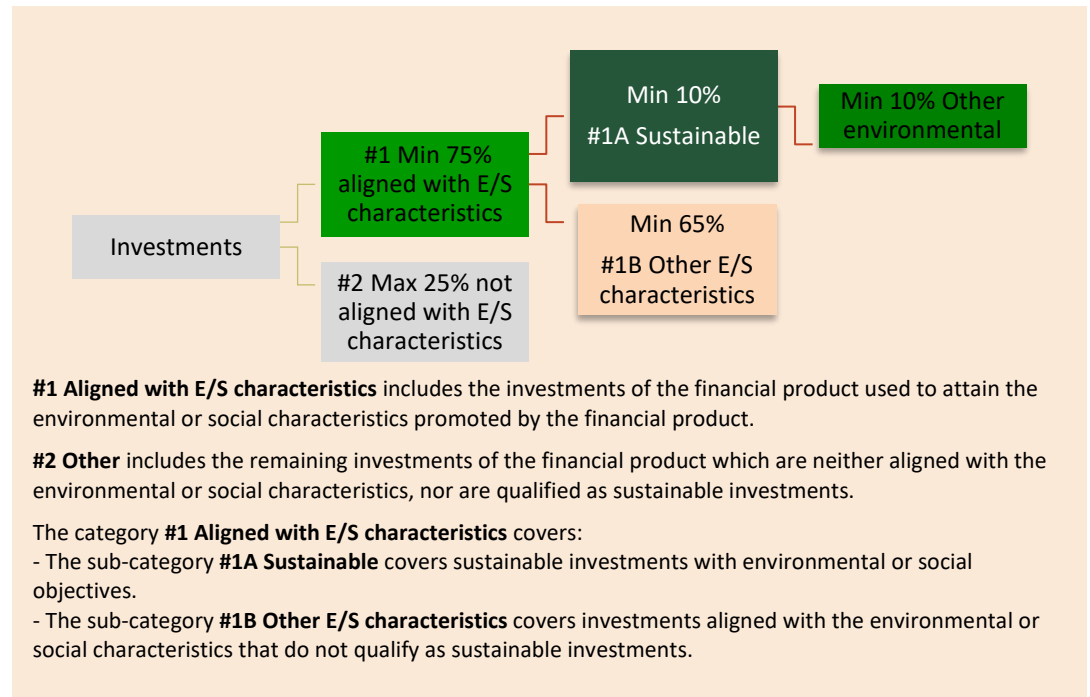 Min 10%
#1A Sustainable
Min 10% Other
environmental
#1 Min 75%
aligned with E/S
characteristics
Investments
Min 65%
#1B Other E/S
characteristics
#2 Max 25% not
aligned with E/S
characteristics
#1 Aligned with E/S characteristics includes the investments of the financial product used to attain the
environmental or social characteristics promoted by the financial product.
#2 Other includes the remaining investments of the financial product which are neither aligned with the
environmental or social characteristics, nor are qualified as sustainable investments.
The category #1 Aligned with E/S characteristics covers:
- The sub-category #1A Sustainable covers sustainable investments with environmental or social
objectives.
- The sub-category #1B Other E/S characteristics covers investments aligned with the environmental or
social characteristics that do not qualify as sustainable investments.